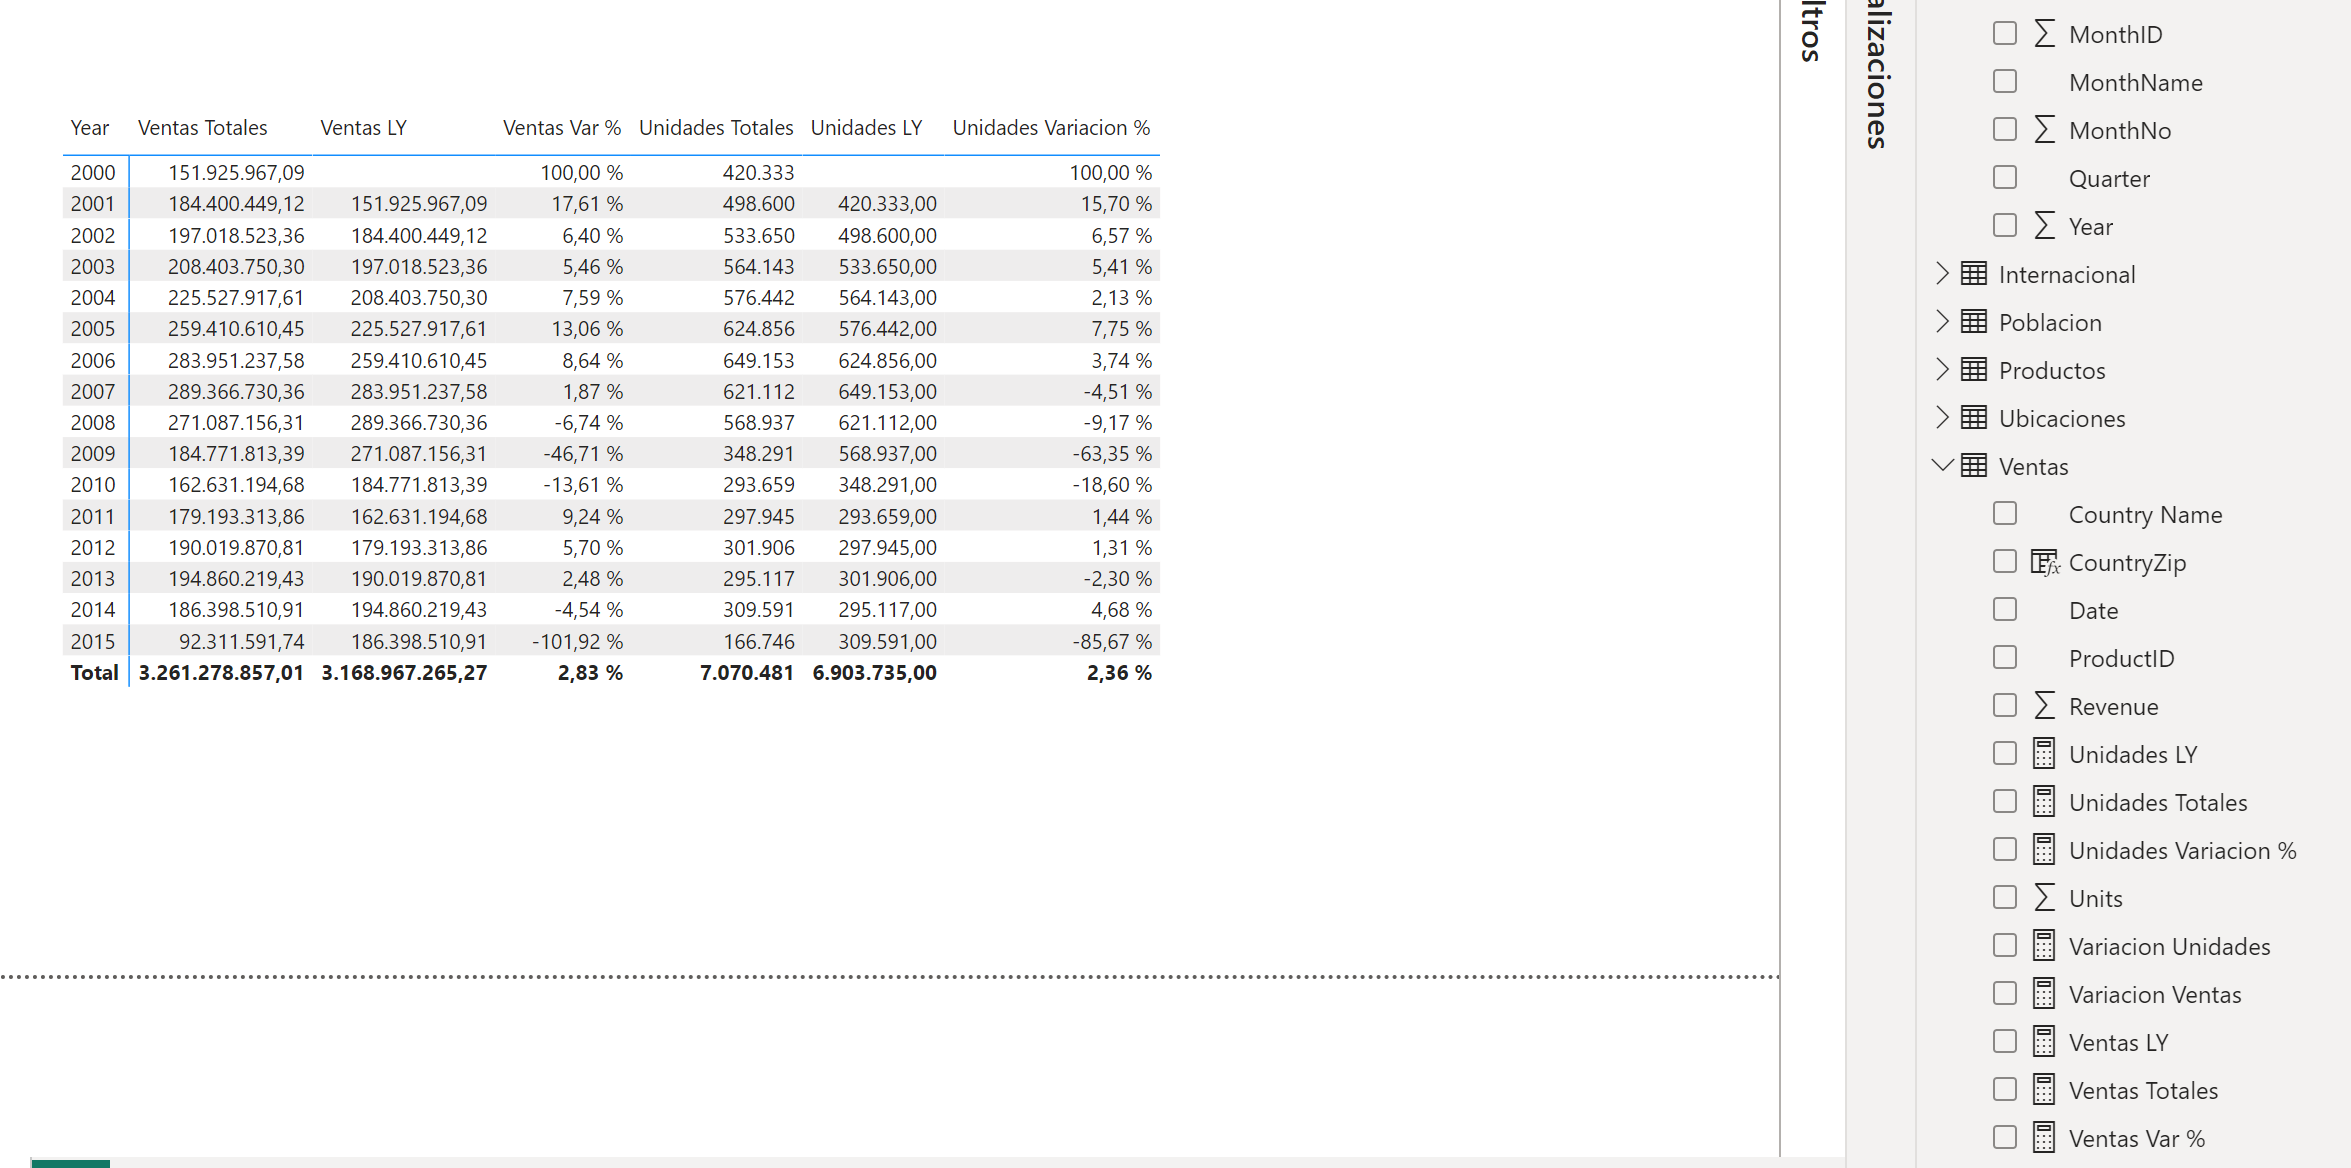 Year Ventas Totales Ventas LY Ventas Var % Unidades Totales Unidades LY Unidades Variacion %
2000 151.925.967,09 100,00 % 420.333 100,00 %
2001 184.400.449,12 151.925.967,09 17,61 % 498.600 420.333,00 15,70 %
2002 197.018.523,36 184.400.449,12 6,40 % 533.650 498.600,00 6,57 %
2003 208.403.750,30 197.018.523,36 5,46 % 564.143 533.650,00 5,41 %
2004 225.527.917,61 208.403.750,30 7,59 % 576.442 564.143,00 2,13 %
2005 259.410.610,45 225.527.917,61 13,06 % 624.856 576.442,00 7,75 %
2006 283.951.237,58 259.410.610,45 8,64 % 649.153 624.856,00 3,74 %
2007 289.366.730,36 283.951.237,58 1,87 % 621.112 649.153,00 -4,51 %
2008 271.087.156,31 289.366.730,36 -6,74 % 568.937 621.112,00 -9,17 %
2009 184.771.813,39 271.087.156,31 -46,71 % 348.291 568.937,00 -63,35 %
2010 162.631.194,68 184.771.813,39 -13,61 % 293.659 348.291,00 -18,60 %
2011 179.193.313,86 162.631.194,68 9,24 % 297.945 293.659,00 1,44 %
2012 190.019.870,81 179.193.313,86 5,70 % 301.906 297.945,00 1,31 %
2013 194.860.219,43 190.019.870,81 2,48 % 295.117 301.906,00 -2,30 %
2014 186.398.510,91 194.860.219,43 -4,54 % 309.591 295.117,00 4,68 %
2015 92.311.591,74 186.398.510,91 -101,92 % 166.746 309.591,00 -85,67 %
Total 3.261.278.857,01 3.168.967.265,27 2,83 % 7.070.481 6.903.735,00 2,36 %
ltros
alizaciones
MonthID
MonthName
MonthNo
Quarter
Year
Internacional
Poblacion
Productos
Ubicaciones
Ventas
Country Name
CountryZip
Date
ProductID
Revenue
Unidades LY
Unidades Totales
Unidades Variacion %
Units
Variacion Unidades
Variacion Ventas
Ventas LY
Ventas Totales
Ventas Var %